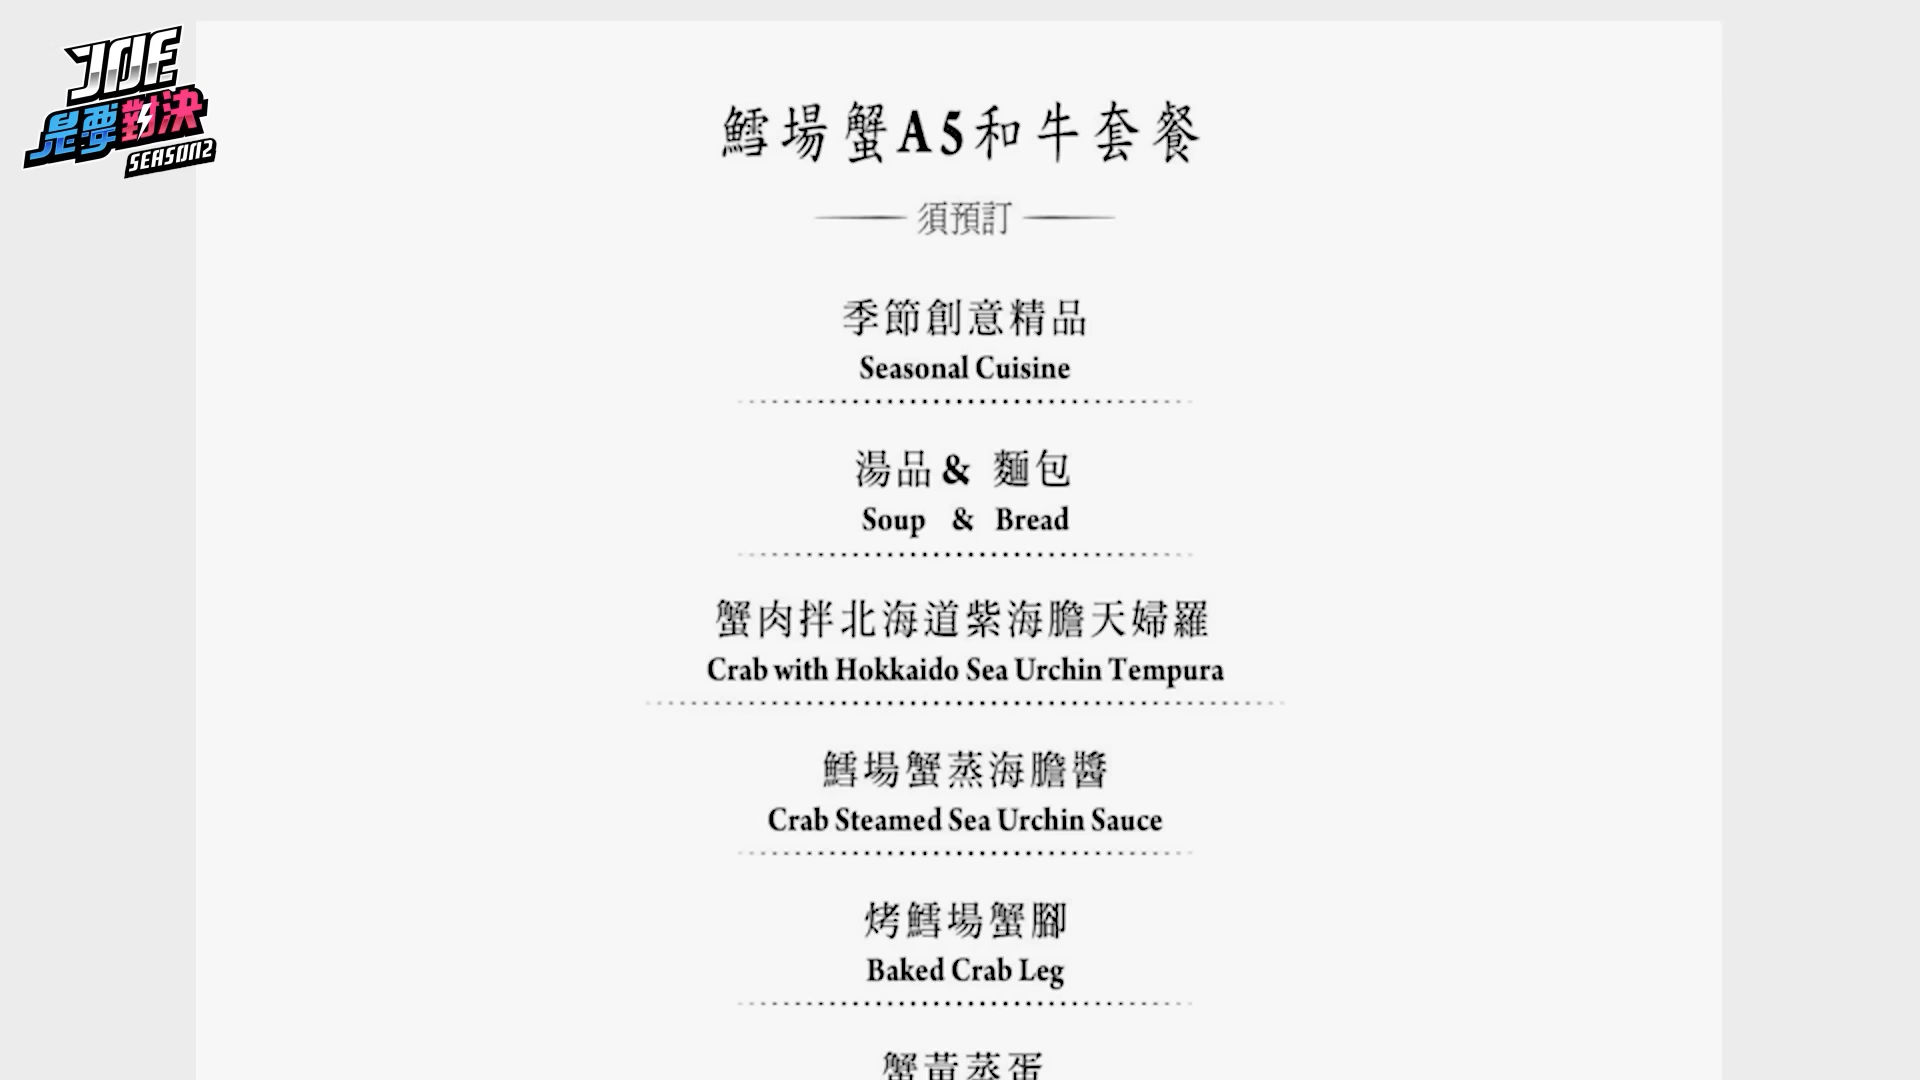 JOE
是要對決
SEASON2
鱈場蟹A5和牛套餐
須預訂
季節創意精品
Seasonal Cuisine
湯品 & 麵包
Soup & Bread
蟹肉拌北海道紫海膽天婦羅
Crab with Hokkaido Sea Urchin Tempura
鱈場蟹蒸海膽醬
Crab Steamed Sea Urchin Sauce
烤鱈場蟹腳
Baked Crab Leg
蟹黃蒸蛋